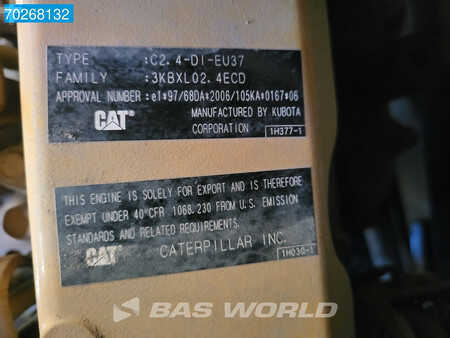 70268132
TYPE :C2.4-DI-EU37
FAMILY :3KBXL02.4ECD
APPROVAL NUMBER :e1*97/68DA*2006/105KA*0167*06
CAT MANUFACTURED BY KUBOTA
CORPORATION 1H377-1
THIS ENGINE IS SOLELY FOR EXPORT AND IS THEREFORE
EXEMPT UNDER 40 CFR 1068.230 FROM U.S. EMISSION
STANDARDS AND RELATED REQUIREMENTS.
CAT CATERPILLAR INC.
1H030-1
BAS WORLD